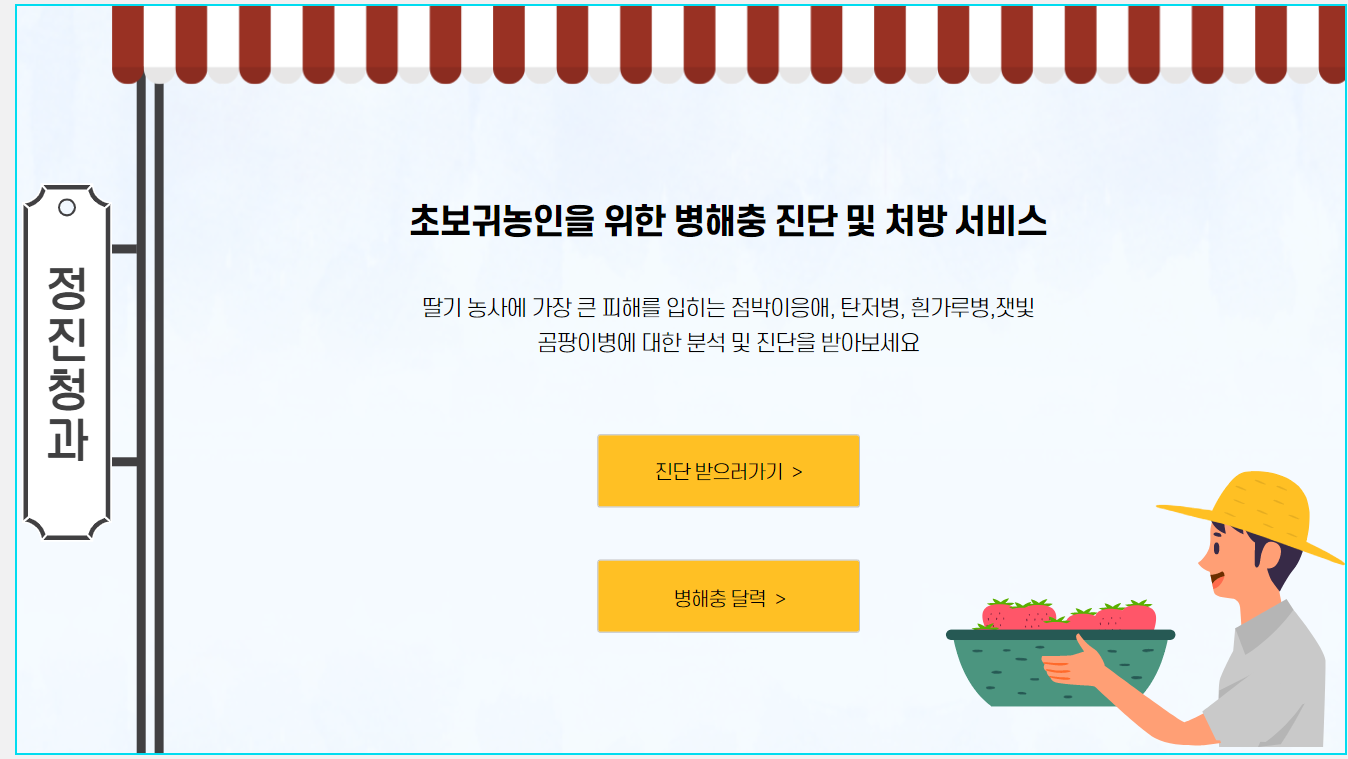 정진청과
초보귀농인을 위한 병해충 진단 및 처방 서비스
딸기 농사에 가장 큰 피해를 입히는 점박이응애, 탄저병, 흰가루병,잿빛
곰팡이병에 대한 분석 및 진단을 받아보세요
진단 받으러가기 >
병해충 달력 >